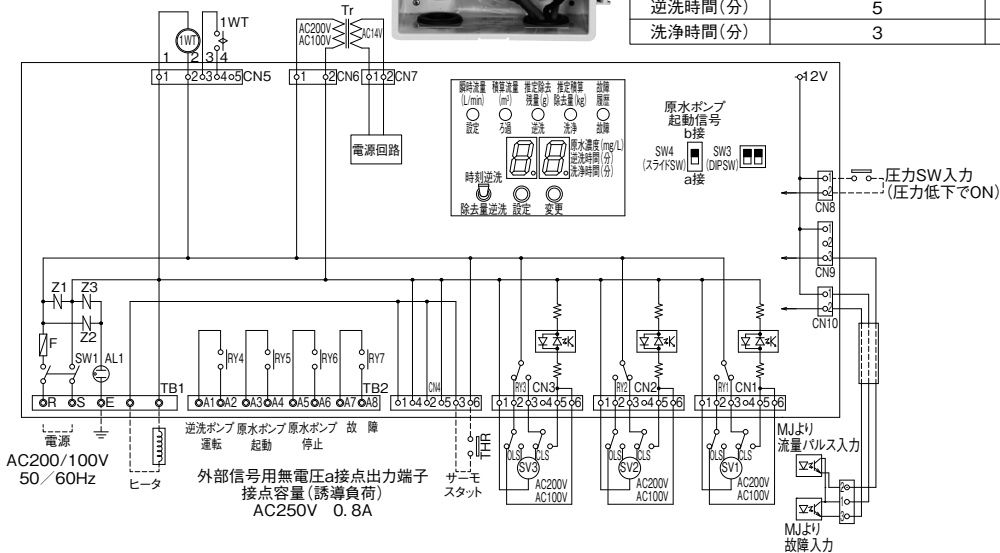 逆洗時間(分) 5
洗浄時間(分) 3
1WT
1WT
1 2 3 4
1 2 3 4 5 CN5
Tr
AC200V
AC100V
AC14V
1 2 CN6
1 2 CN7
電源回路
瞬時流量
(L/min)
積算流量
(m³)
推定除去
残量(g)
推定積算
除去量(kg)
故障
履歴
設定 ろ過 逆洗 洗浄 故障
8.8.
原水濃度(mg/L)
逆洗時間(分)
洗浄時間(分)
時刻逆洗
除去量逆洗 設定 変更
原水ポンプ
起動信号
b接
SW4
(スライドSW)
SW3
(DIPSW)
a接
12V
1
2
CN8
圧力SW入力
(圧力低下でON)
1
2
3
CN9
1
2
CN10
Z1 Z3
Z2
F
SW1 AL1
TB1
R S E
電源
AC200/100V
50/60Hz
ヒータ
RY4 RY5 RY6 RY7
TB2
A1 A2 A3 A4 A5 A6 A7 A8
逆洗ポンプ
運転
原水ポンプ
起動
原水ポンプ
停止
故 障
外部信号用無電圧a接点出力端子
接点容量(誘導負荷)
AC250V 0.8A
CN4
1 4 2 5 3 6
THR
サーモ
スタット
RY3 CN3
1 2 3 4 5 6
OLS CLS
SV3
AC200V
AC100V
RY2 CN2
1 2 3 4 5 6
OLS CLS
SV2
AC200V
AC100V
RY1 CN1
1 2 3 4 5 6
OLS CLS
SV1
AC200V
AC100V
MJより
流量パルス入力
2
1
3
MJより
故障入力